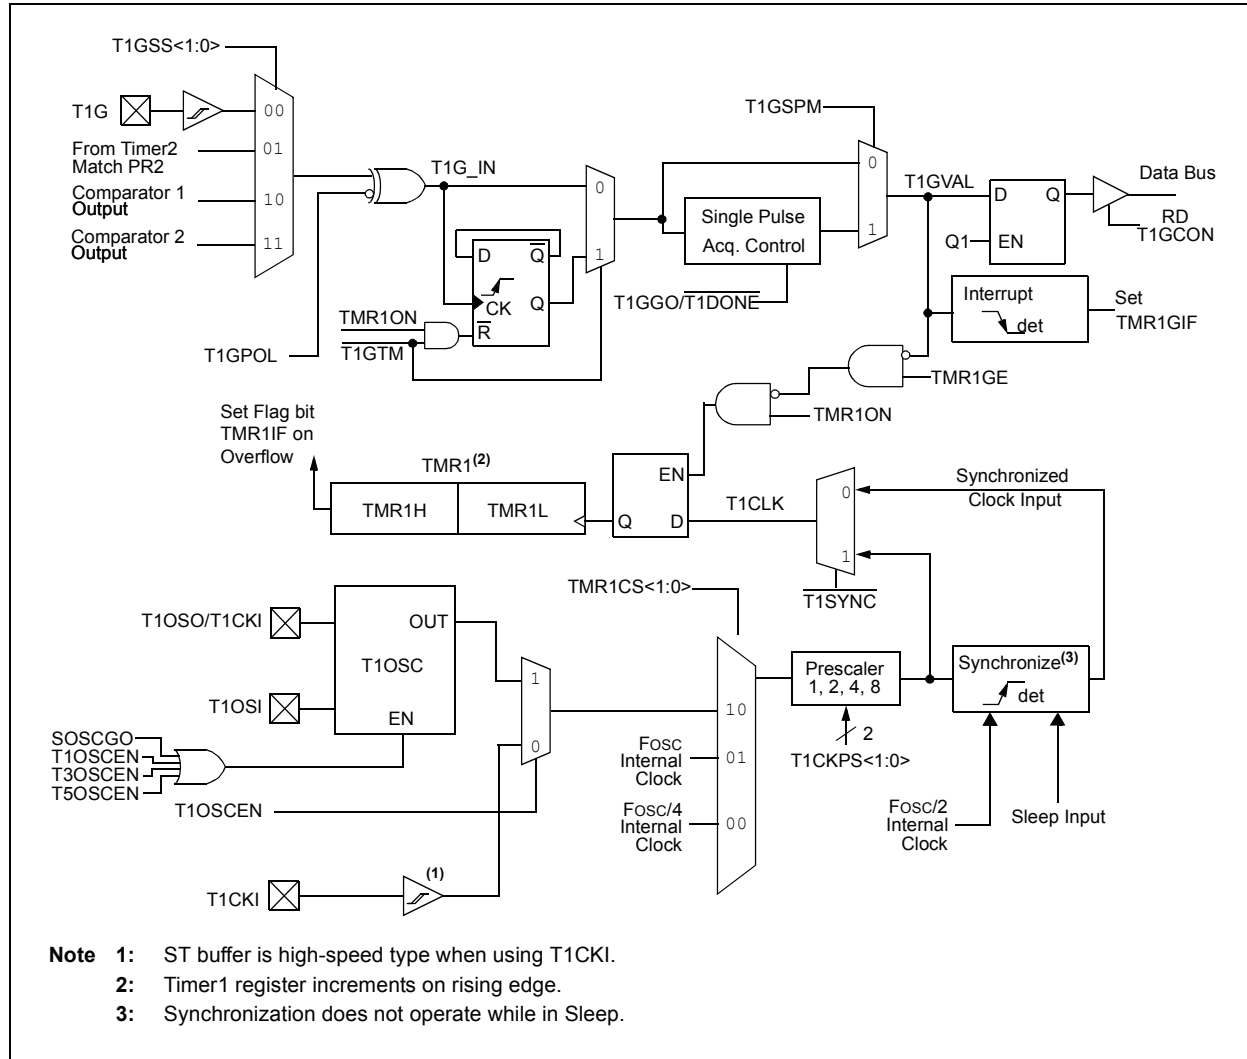 T1GSS<1:0>
T1G
00
From Timer2
Match PR2
01
Comparator 1
Output
10
Comparator 2
Output
11
T1G_IN
T1GPOL
0
1
D
Q
CK
Q
R
TMR1ON
T1GTM
T1GSPM
0
1
Single Pulse
Acq. Control
T1GGO/T1DONE
T1GVAL
D
Q
Q1
EN
Data Bus
RD
T1GCON
Interrupt
det
Set
TMR1GIF
TMR1GE
TMR1ON
Set Flag bit
TMR1IF on
Overflow
TMR1(2)
TMR1H
TMR1L
EN
Q
D
T1CLK
0
1
T1SYNC
Synchronized
Clock Input
T1OSO/T1CKI
OUT
T1OSC
T1OSI
EN
SOSCGO
T1OSCEN
T3OSCEN
T5OSCEN
T1OSCEN
1
0
T1CKI
(1)
TMR1CS<1:0>
10
FOSC
Internal
Clock
01
FOSC/4
Internal
Clock
00
Prescaler
1, 2, 4, 8
2
T1CKPS<1:0>
Synchronize(3)
det
FOSC/2
Internal
Clock
Sleep Input
Note 1: ST buffer is high-speed type when using T1CKI.
2: Timer1 register increments on rising edge.
3: Synchronization does not operate while in Sleep.